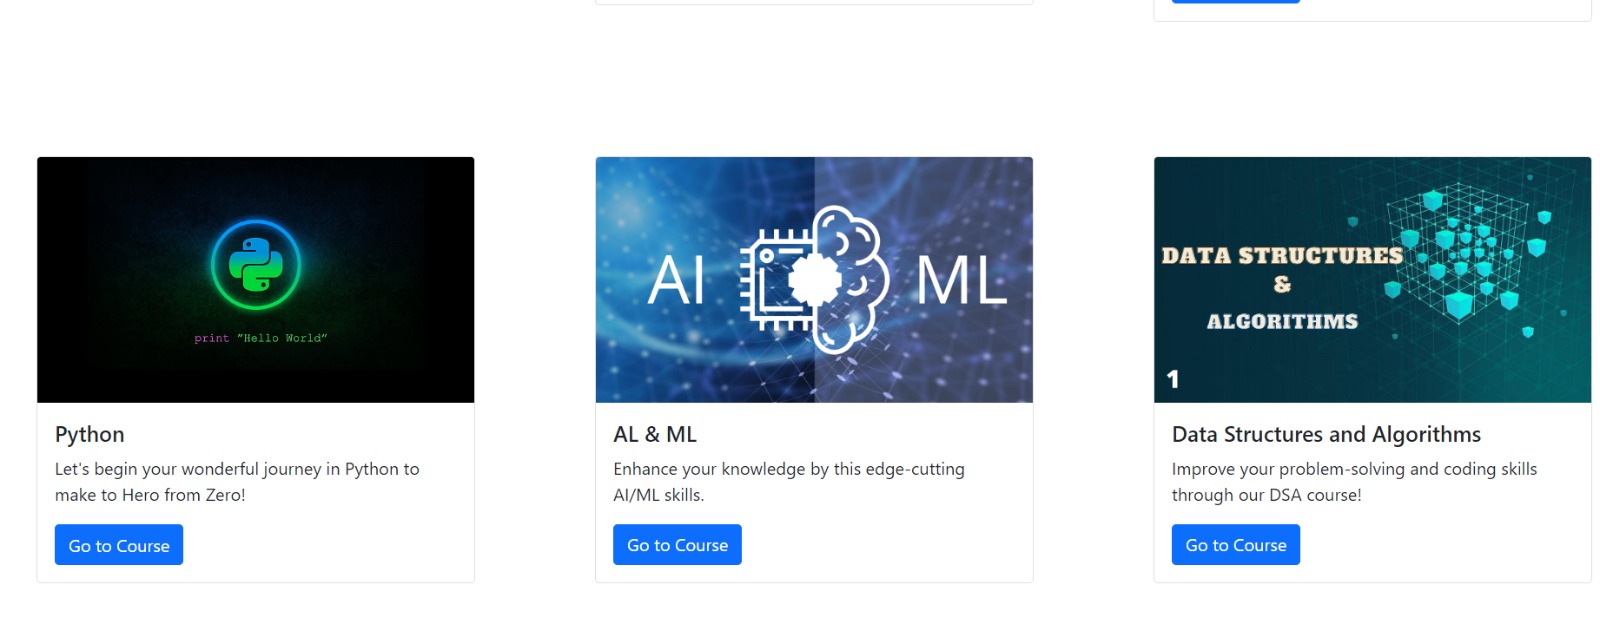 print "Hello World"
Python
Let's begin your wonderful journey in Python to
make to Hero from Zero!
Go to Course
AI ML
AL & ML
Enhance your knowledge by this edge-cutting
AI/ML skills.
Go to Course
DATA STRUCTURES
&
ALGORITHMS
1
Data Structures and Algorithms
Improve your problem-solving and coding skills
through our DSA course!
Go to Course